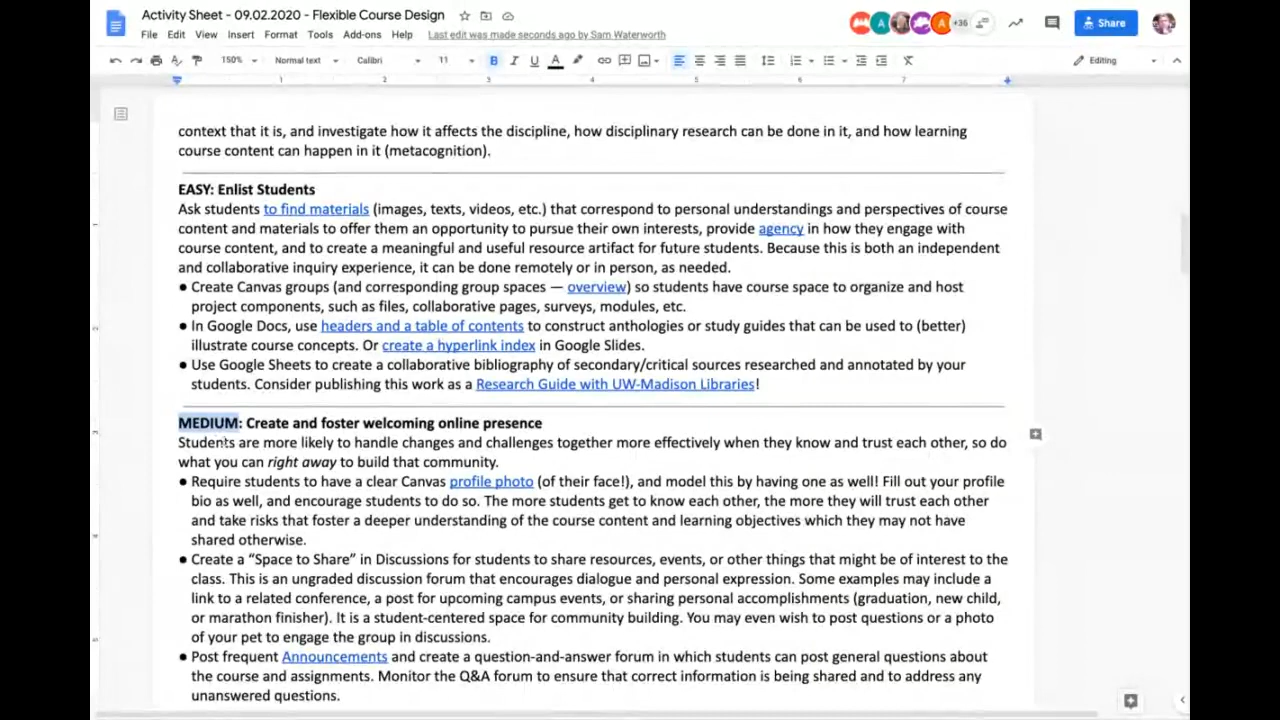 Activity Sheet - 09.02.2020 - Flexible Course Design
A
A
+36
Share
File Edit View Insert Format Tools Add-ons Help Last edit was made seconds ago by Sam Waterworth
150% Normal text Calibri 11 B I U A Editing
1 2 3 4 5 6 7
context that it is, and investigate how it affects the discipline, how disciplinary research can be done in it, and how learning
course content can happen in it (metacognition).
EASY: Enlist Students
Ask students to find materials (images, texts, videos, etc.) that correspond to personal understandings and perspectives of course
content and materials to offer them an opportunity to pursue their own interests, provide agency in how they engage with
course content, and to create a meaningful and useful resource artifact for future students. Because this is both an independent
and collaborative inquiry experience, it can be done remotely or in person, as needed.
● Create Canvas groups (and corresponding group spaces — overview) so students have course space to organize and host
project components, such as files, collaborative pages, surveys, modules, etc.
● In Google Docs, use headers and a table of contents to construct anthologies or study guides that can be used to (better)
illustrate course concepts. Or create a hyperlink index in Google Slides.
● Use Google Sheets to create a collaborative bibliography of secondary/critical sources researched and annotated by your
students. Consider publishing this work as a Research Guide with UW-Madison Libraries!
MEDIUM: Create and foster welcoming online presence
Students are more likely to handle changes and challenges together more effectively when they know and trust each other, so do
what you can right away to build that community.
● Require students to have a clear Canvas profile photo (of their face!), and model this by having one as well! Fill out your profile
bio as well, and encourage students to do so. The more students get to know each other, the more they will trust each other
and take risks that foster a deeper understanding of the course content and learning objectives which they may not have
shared otherwise.
● Create a “Space to Share” in Discussions for students to share resources, events, or other things that might be of interest to the
class. This is an ungraded discussion forum that encourages dialogue and personal expression. Some examples may include a
link to a related conference, a post for upcoming campus events, or sharing personal accomplishments (graduation, new child,
or marathon finisher). It is a student-centered space for community building. You may even wish to post questions or a photo
of your pet to engage the group in discussions.
● Post frequent Announcements and create a question-and-answer forum in which students can post general questions about
the course and assignments. Monitor the Q&A forum to ensure that correct information is being shared and to address any
unanswered questions.